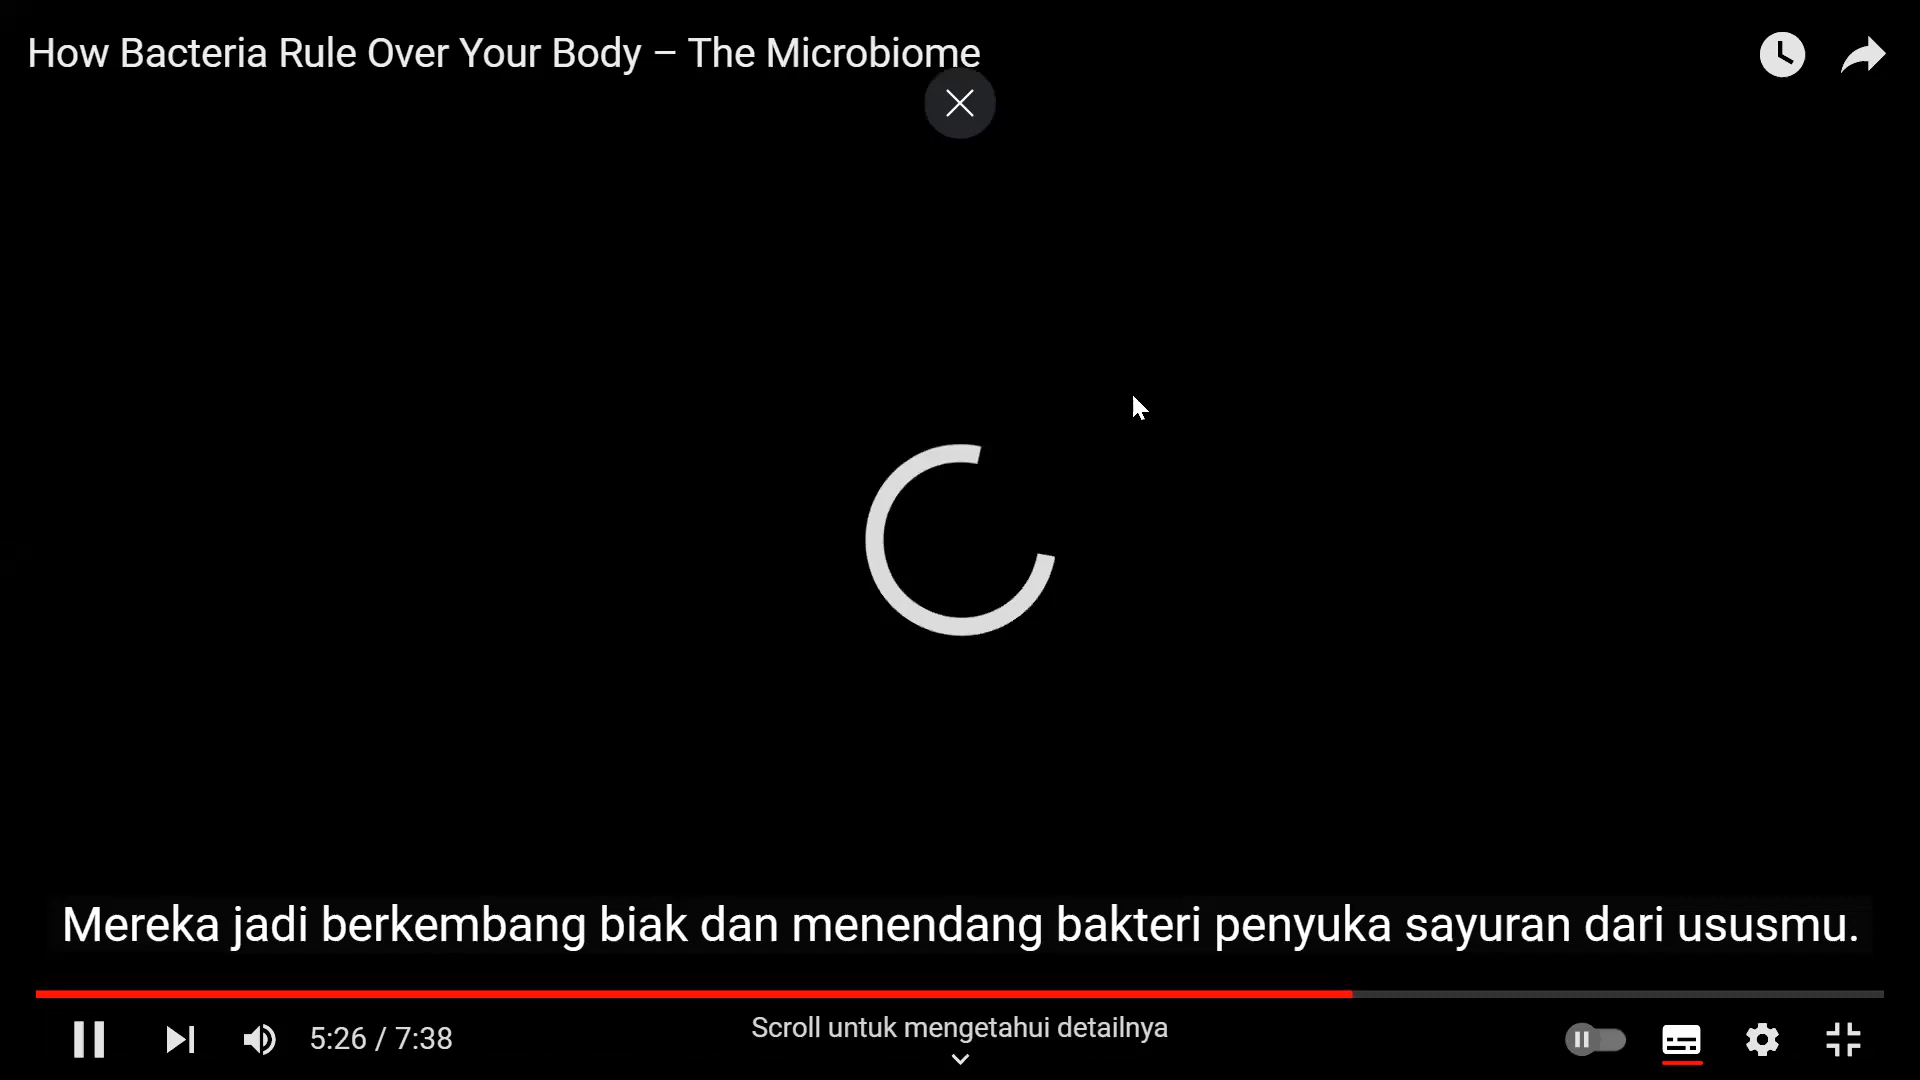 How Bacteria Rule Over Your Body – The Microbiome
Mereka jadi berkembang biak dan menendang bakteri penyuka sayuran dari ususmu.
5:26 / 7:38
Scroll untuk mengetahui detailnya